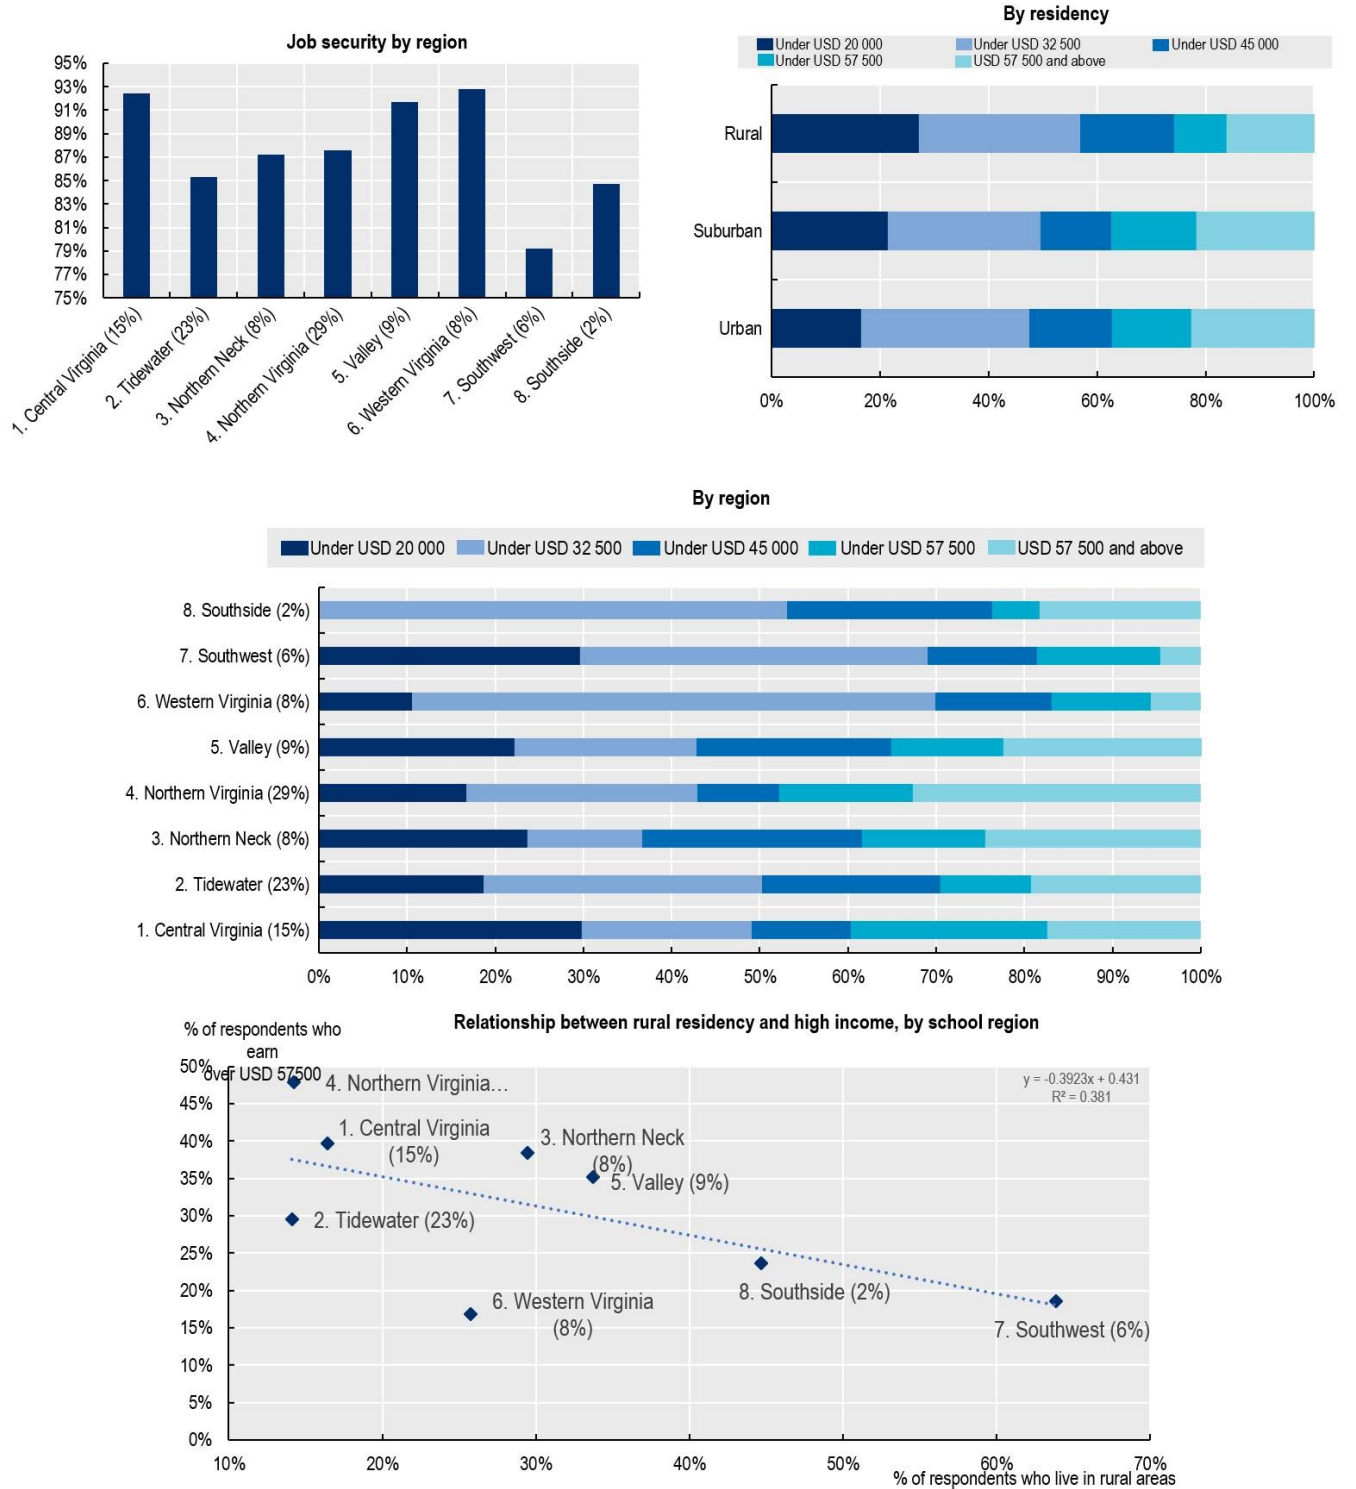 Job security by region
95%
93%
91%
89%
87%
85%
83%
81%
79%
77%
75%
1. Central Virginia (15%)
2. Tidewater (23%)
3. Northern Neck (8%)
4. Northern Virginia (29%)
5. Valley (9%)
6. Western Virginia (8%)
7. Southwest (6%)
8. Southside (2%)
By residency
Under USD 20 000 Under USD 32 500 Under USD 45 000
Under USD 57 500 USD 57 500 and above
Rural
Suburban
Urban
0% 20% 40% 60% 80% 100%
By region
Under USD 20 000 Under USD 32 500 Under USD 45 000 Under USD 57 500 USD 57 500 and above
8. Southside (2%)
7. Southwest (6%)
6. Western Virginia (8%)
5. Valley (9%)
4. Northern Virginia (29%)
3. Northern Neck (8%)
2. Tidewater (23%)
1. Central Virginia (15%)
0% 10% 20% 30% 40% 50% 60% 70% 80% 90% 100%
Relationship between rural residency and high income, by school region
% of respondents who
earn
over USD 57500
50%
45%
40%
35%
30%
25%
20%
15%
10%
5%
0%
4. Northern Virginia…
y = -0.3923x + 0.431
R² = 0.381
1. Central Virginia
(15%)
3. Northern Neck
(8%)
5. Valley (9%)
2. Tidewater (23%)
8. Southside (2%)
6. Western Virginia
(8%)
7. Southwest (6%)
10% 20% 30% 40% 50% 60% 70%
% of respondents who live in rural areas